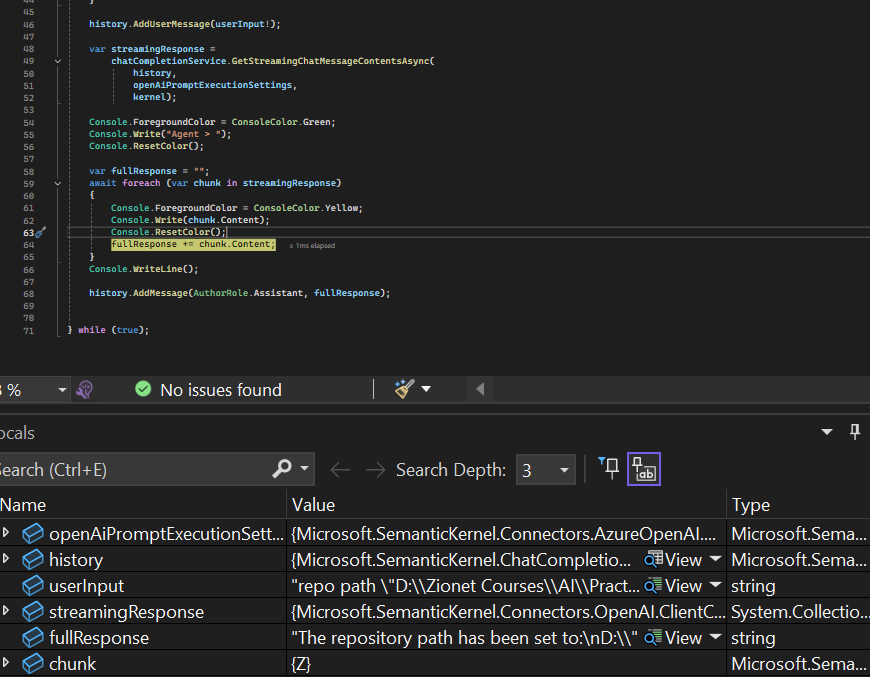 44 }
45
46 history.AddUserMessage(userInput!);
47
48 var streamingResponse =
49 chatCompletionService.GetStreamingChatMessageContentsAsync(
50 history,
51 openAiPromptExecutionSettings,
52 kernel);
53
54 Console.ForegroundColor = ConsoleColor.Green;
55 Console.Write("Agent > ");
56 Console.ResetColor();
57
58 var fullResponse = "";
59 await foreach (var chunk in streamingResponse)
60 {
61 Console.ForegroundColor = ConsoleColor.Yellow;
62 Console.Write(chunk.Content);
63 Console.ResetColor();
64 fullResponse += chunk.Content; ≤ 1ms elapsed
65 }
66 Console.WriteLine();
67
68 history.AddMessage(AuthorRole.Assistant, fullResponse);
69
70
71 } while (true);
% No issues found
ocals
Search (Ctrl+E) Search Depth: 3
Name Value Type
openAiPromptExecutionSett... {Microsoft.SemanticKernel.Connectors.AzureOpenAI.... Microsoft.Sema...
history {Microsoft.SemanticKernel.ChatCompletio... View Microsoft.Sema...
userInput "repo path \"D:\\Zionet Courses\\AI\\Pract... View string
streamingResponse {Microsoft.SemanticKernel.Connectors.OpenAI.ClientC... System.Collectio...
fullResponse "The repository path has been set to:\nD:\\" View string
chunk {Z} Microsoft.Sema...